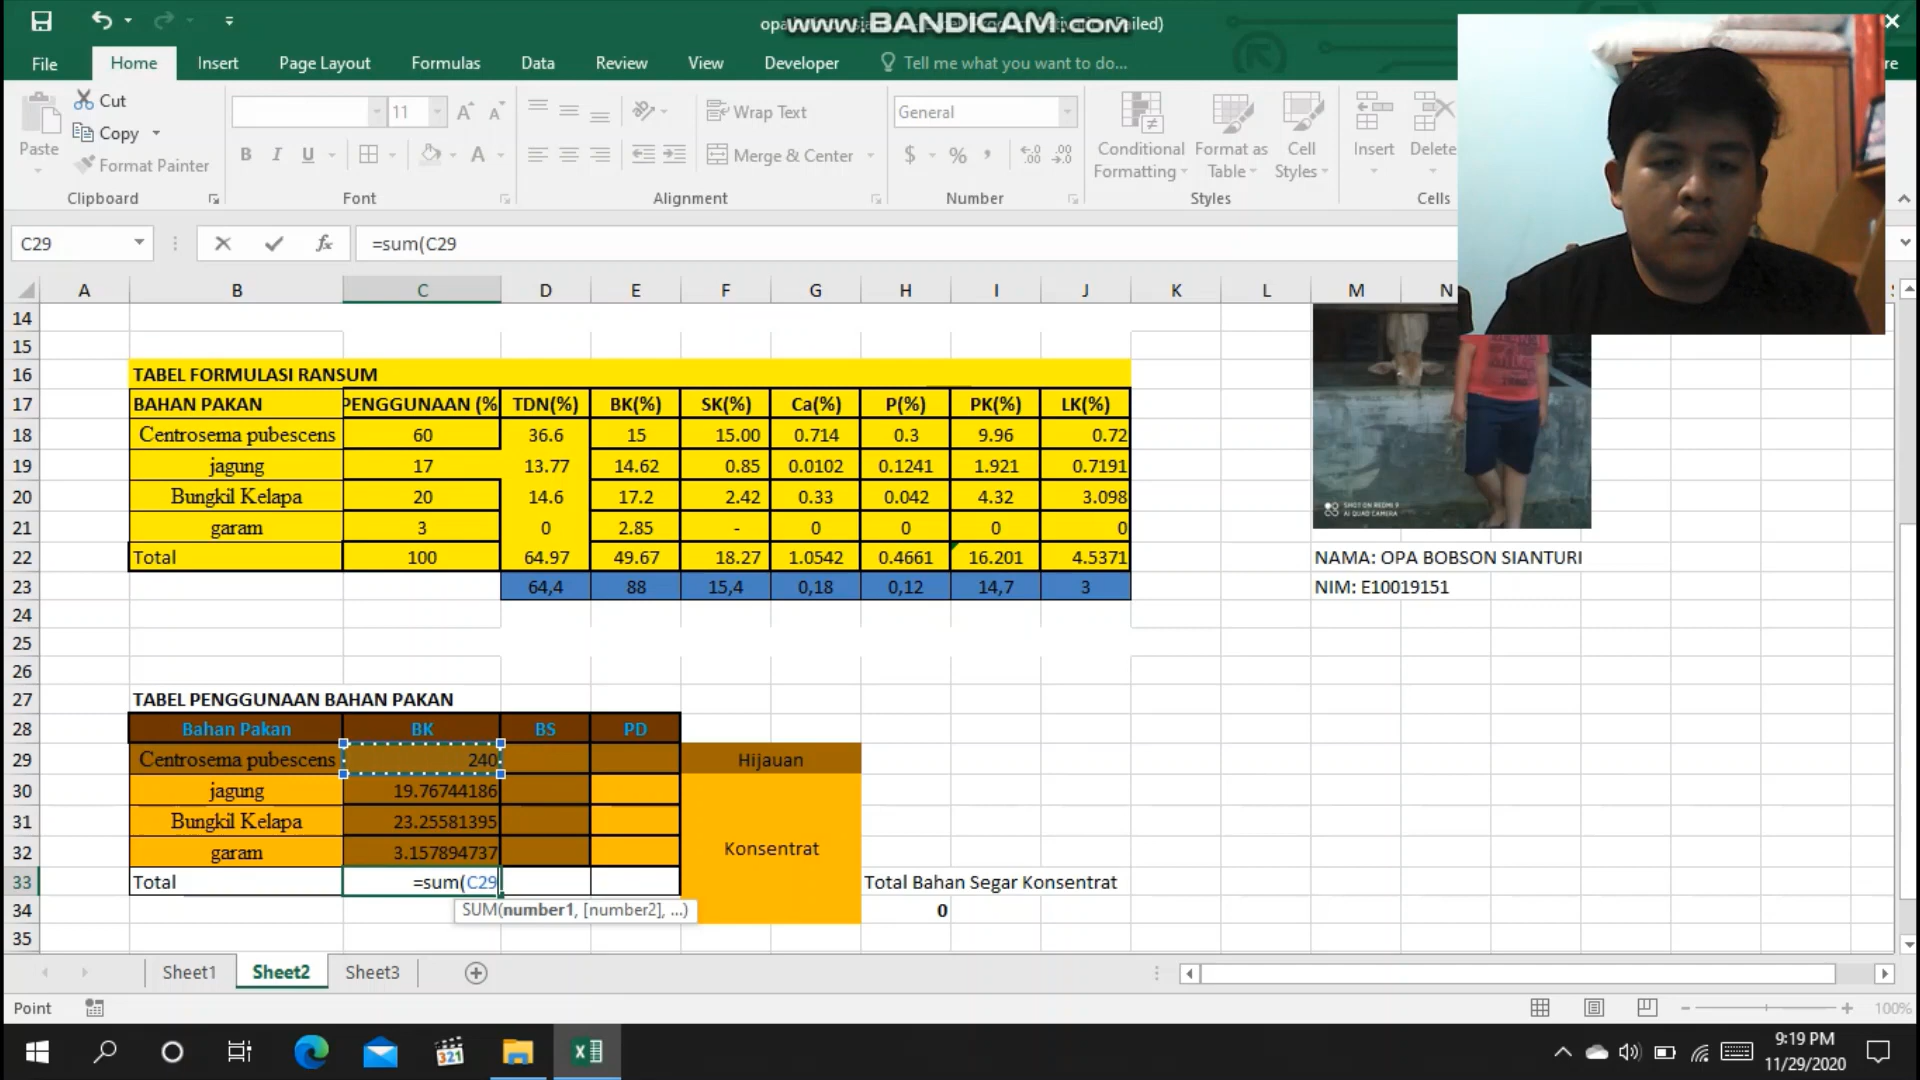 www.BANDICAM.com
File Home Insert Page Layout Formulas Data Review View Developer Tell me what you want to do...
Paste Cut
Copy
Format Painter
11
General
Wrap Text
Merge & Center
Conditional Formatting
Format as Table
Cell Styles
Insert Delete
Clipboard Font Alignment Number Styles Cells
C29 =sum(C29
A B C D E F G H I J K L M N
14
15
16 TABEL FORMULASI RANSUM
17 BAHAN PAKAN PENGGUNAAN (% TDN(%) BK(%) SK(%) Ca(%) P(%) PK(%) LK(%)
18 Centrosema pubescens 60 36.6 15 15.00 0.714 0.3 9.96 0.72
19 jagung 17 13.77 14.62 0.85 0.0102 0.1241 1.921 0.7191
20 Bungkil Kelapa 20 14.6 17.2 2.42 0.33 0.042 4.32 3.098
21 garam 3 0 2.85 - 0 0 0 0
22 Total 100 64.97 49.67 18.27 1.0542 0.4661 16.201 4.5371
23 64,4 88 15,4 0,18 0,12 14,7 3
SHOT ON REDMI 9
AI QUAD CAMERA
NAMA: OPA BOBSON SIANTURI
NIM: E10019151
24
25
26
27 TABEL PENGGUNAAN BAHAN PAKAN
28 Bahan Pakan BK BS PD
29 Centrosema pubescens 240 Hijauan
30 jagung 19.76744186
31 Bungkil Kelapa 23.25581395
32 garam 3.157894737 Konsentrat
33 Total =sum(C29 Total Bahan Segar Konsentrat
34 SUM(number1, [number2], ...) 0
35
Sheet1 Sheet2 Sheet3
Point 100%
321
9:19 PM
11/29/2020